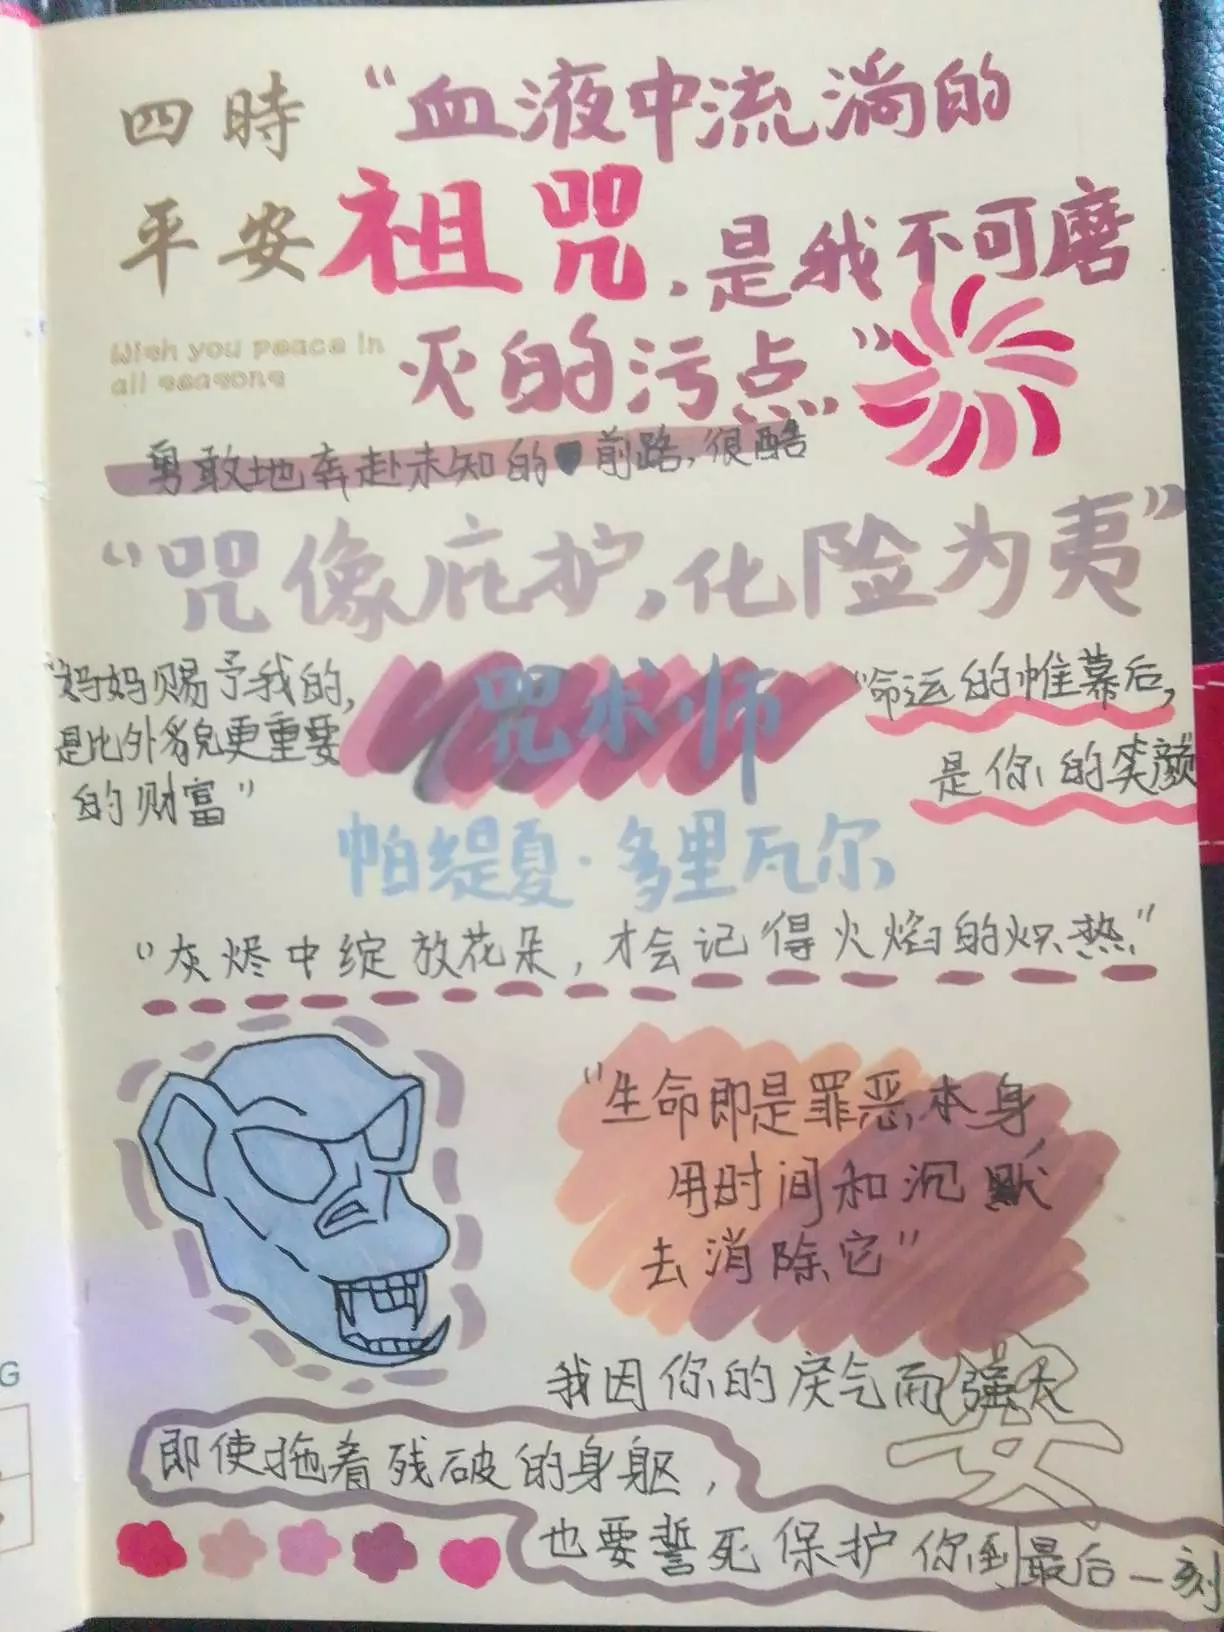 四時
平安
Wish you peace in
all seasons
“血液中流淌的
祖咒，是我不可磨
灭的污点”
勇敢地奔赴未知的♥前路，很酷
“咒像庇护，化险为夷”
“妈妈赐予我的，
是比外貌更重要
的财富”
咒术师
“命运的帷幕后，
是你的笑颜”
帕缇夏·多里瓦尔
“灰烬中绽放花朵，才会记得火焰的炽热”
“生命即是罪恶本身，
用时间和沉默
去消除它”
我因你的戾气而强大
即使拖着残破的身躯，
也要誓死保护你到最后一刻
安
G